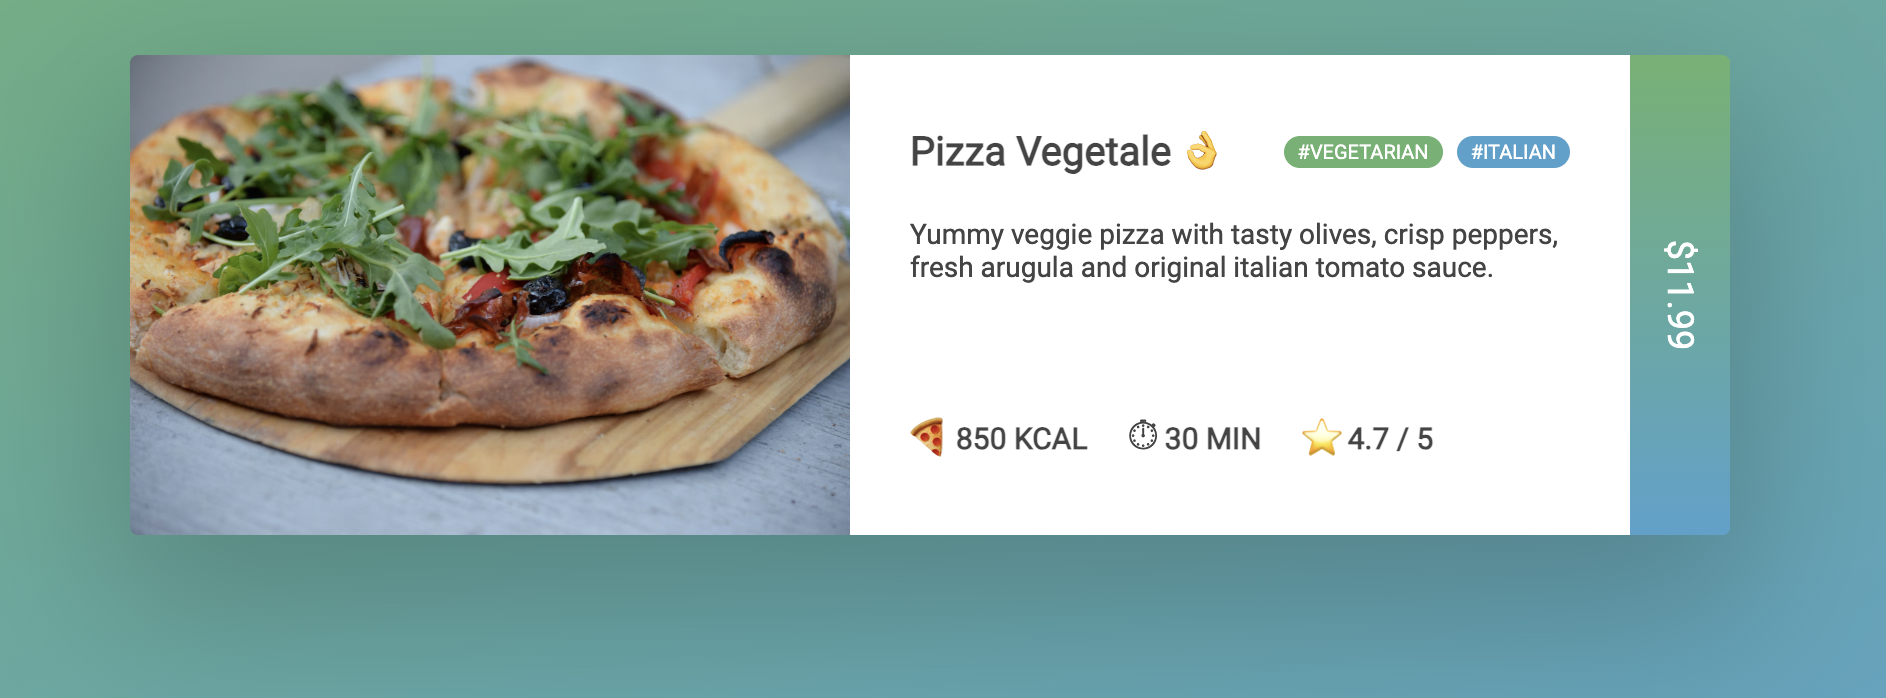 Pizza Vegetale 👌
#VEGETARIAN
#ITALIAN
Yummy veggie pizza with tasty olives, crisp peppers,
fresh arugula and original italian tomato sauce.
🍕 850 KCAL
⏱ 30 MIN
⭐ 4.7 / 5
$11.99